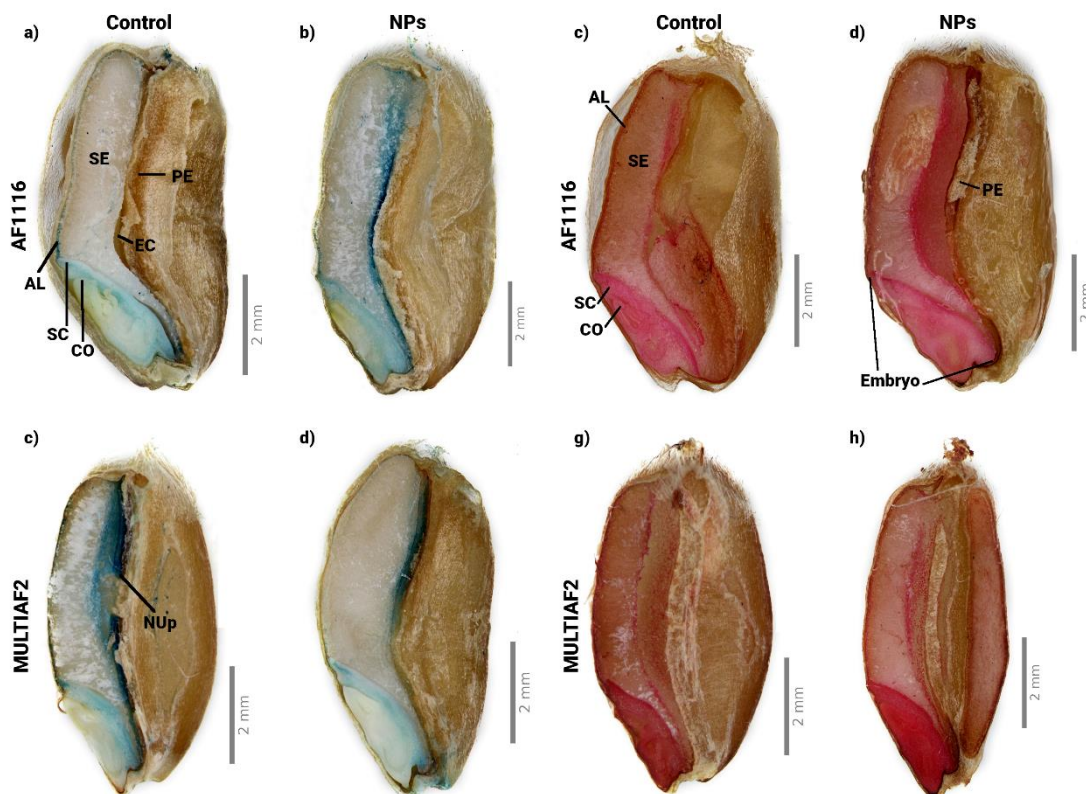 Control
NPs
Control
NPs
a)
b)
c)
d)
AF1116
SE
PE
EC
AL
SC
CO
2 mm
2 mm
AF1116
AL
SE
SC
CO
2 mm
PE
Embryo
2 mm
c)
d)
g)
h)
MULTIAF2
NUp
2 mm
2 mm
MULTIAF2
2 mm
2 mm